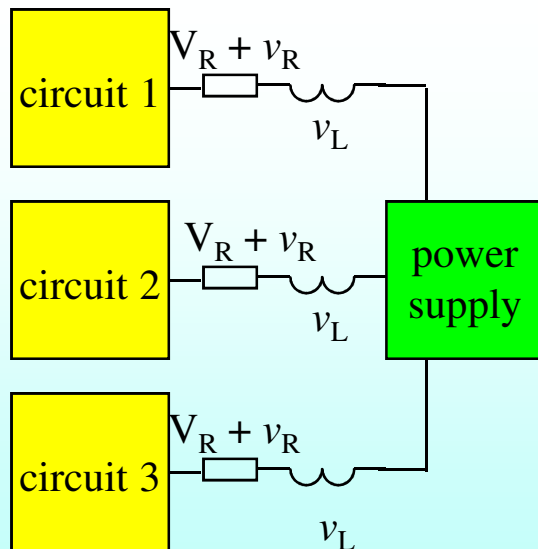 V_R + v_R
circuit 1
v_L
V_R + v_R
circuit 2
v_L
power
supply
V_R + v_R
circuit 3
v_L